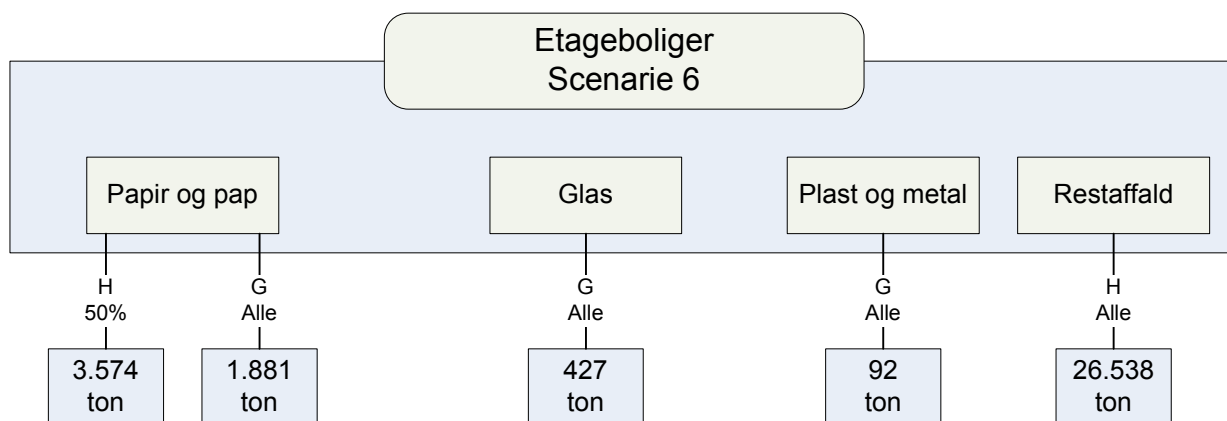 Etageboliger
Scenarie 6
Papir og pap
Glas
Plast og metal
Restaffald
H
50%
G
Alle
G
Alle
G
Alle
H
Alle
3.574
ton
1.881
ton
427
ton
92
ton
26.538
ton